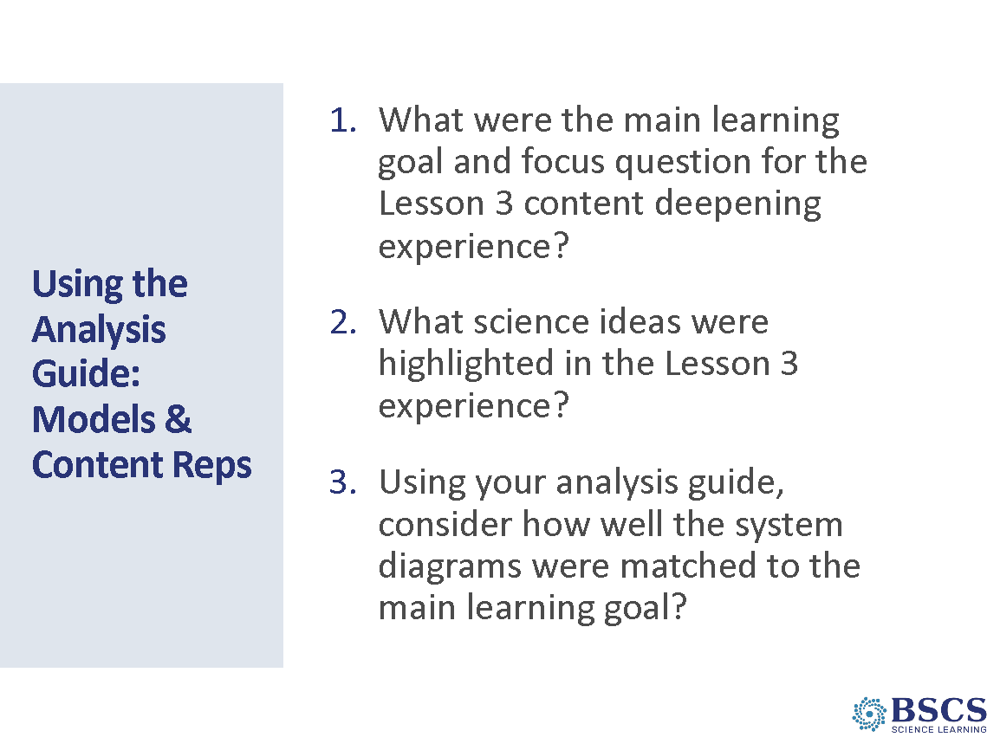 Using the
Analysis
Guide:
Models &
Content Reps
1. What were the main learning
goal and focus question for the
Lesson 3 content deepening
experience?
2. What science ideas were
highlighted in the Lesson 3
experience?
3. Using your analysis guide,
consider how well the system
diagrams were matched to the
main learning goal?
BSCS
SCIENCE LEARNING